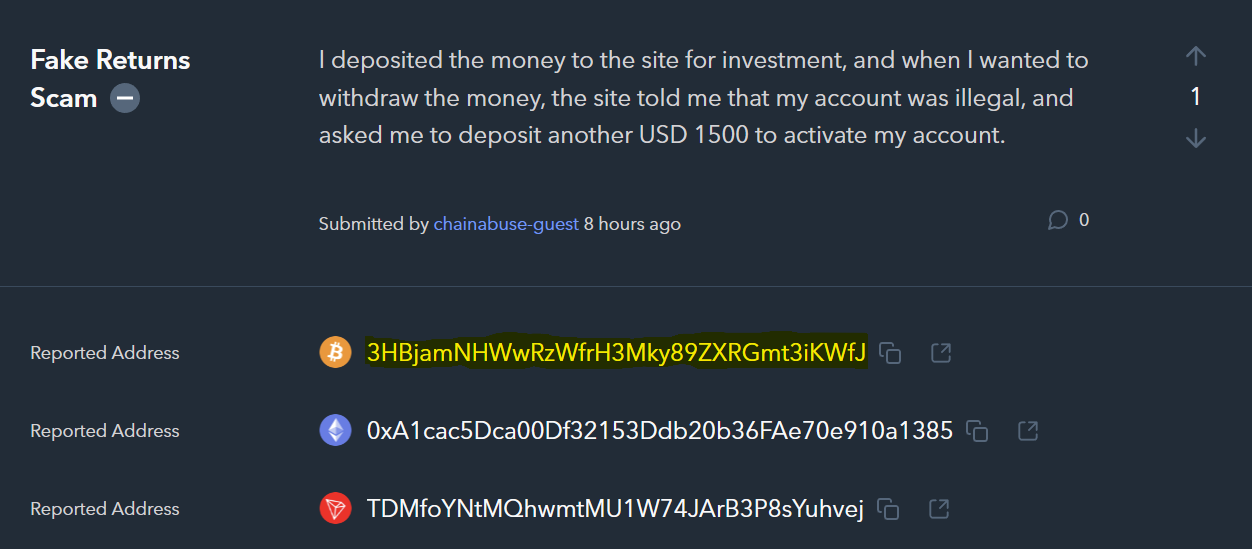 Fake Returns
Scam
I deposited the money to the site for investment, and when I wanted to
withdraw the money, the site told me that my account was illegal, and
asked me to deposit another USD 1500 to activate my account.
1
Submitted by chainabuse-guest 8 hours ago
0
Reported Address 3HBjamNHWwRzWfrH3Mky89ZXRGmt3iKWfJ
Reported Address 0xA1cac5Dca00Df32153Ddb20b36FAe70e910a1385
Reported Address TDMfoYNtMQhwmtMU1W74JArB3P8sYuhvej